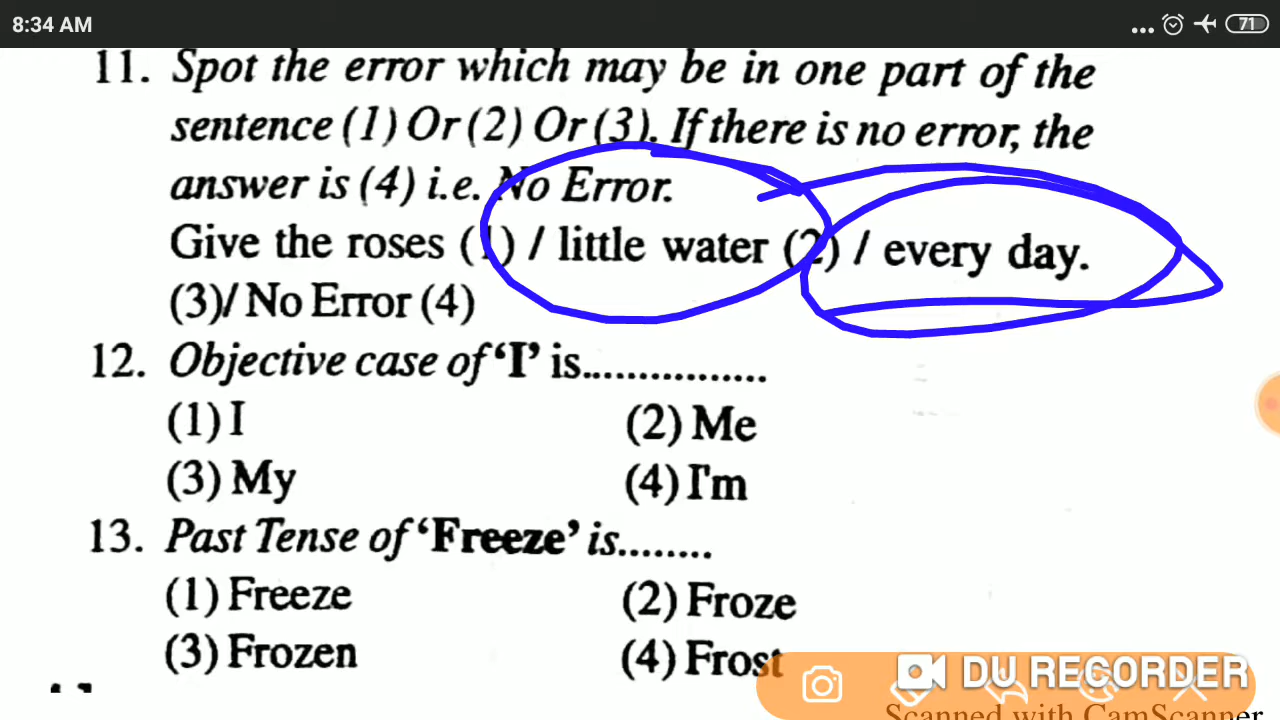 8:34 AM
71
11. Spot the error which may be in one part of the
sentence (1) Or (2) Or (3). If there is no error, the
answer is (4) i.e. No Error.
Give the roses (1) / little water (2) / every day.
(3)/ No Error (4)
12. Objective case of ‘I’ is................
(1) I (2) Me
(3) My (4) I'm
13. Past Tense of ‘Freeze’ is........
(1) Freeze (2) Froze
(3) Frozen (4) Frost
DU RECORDER
Scanned with CamScanner